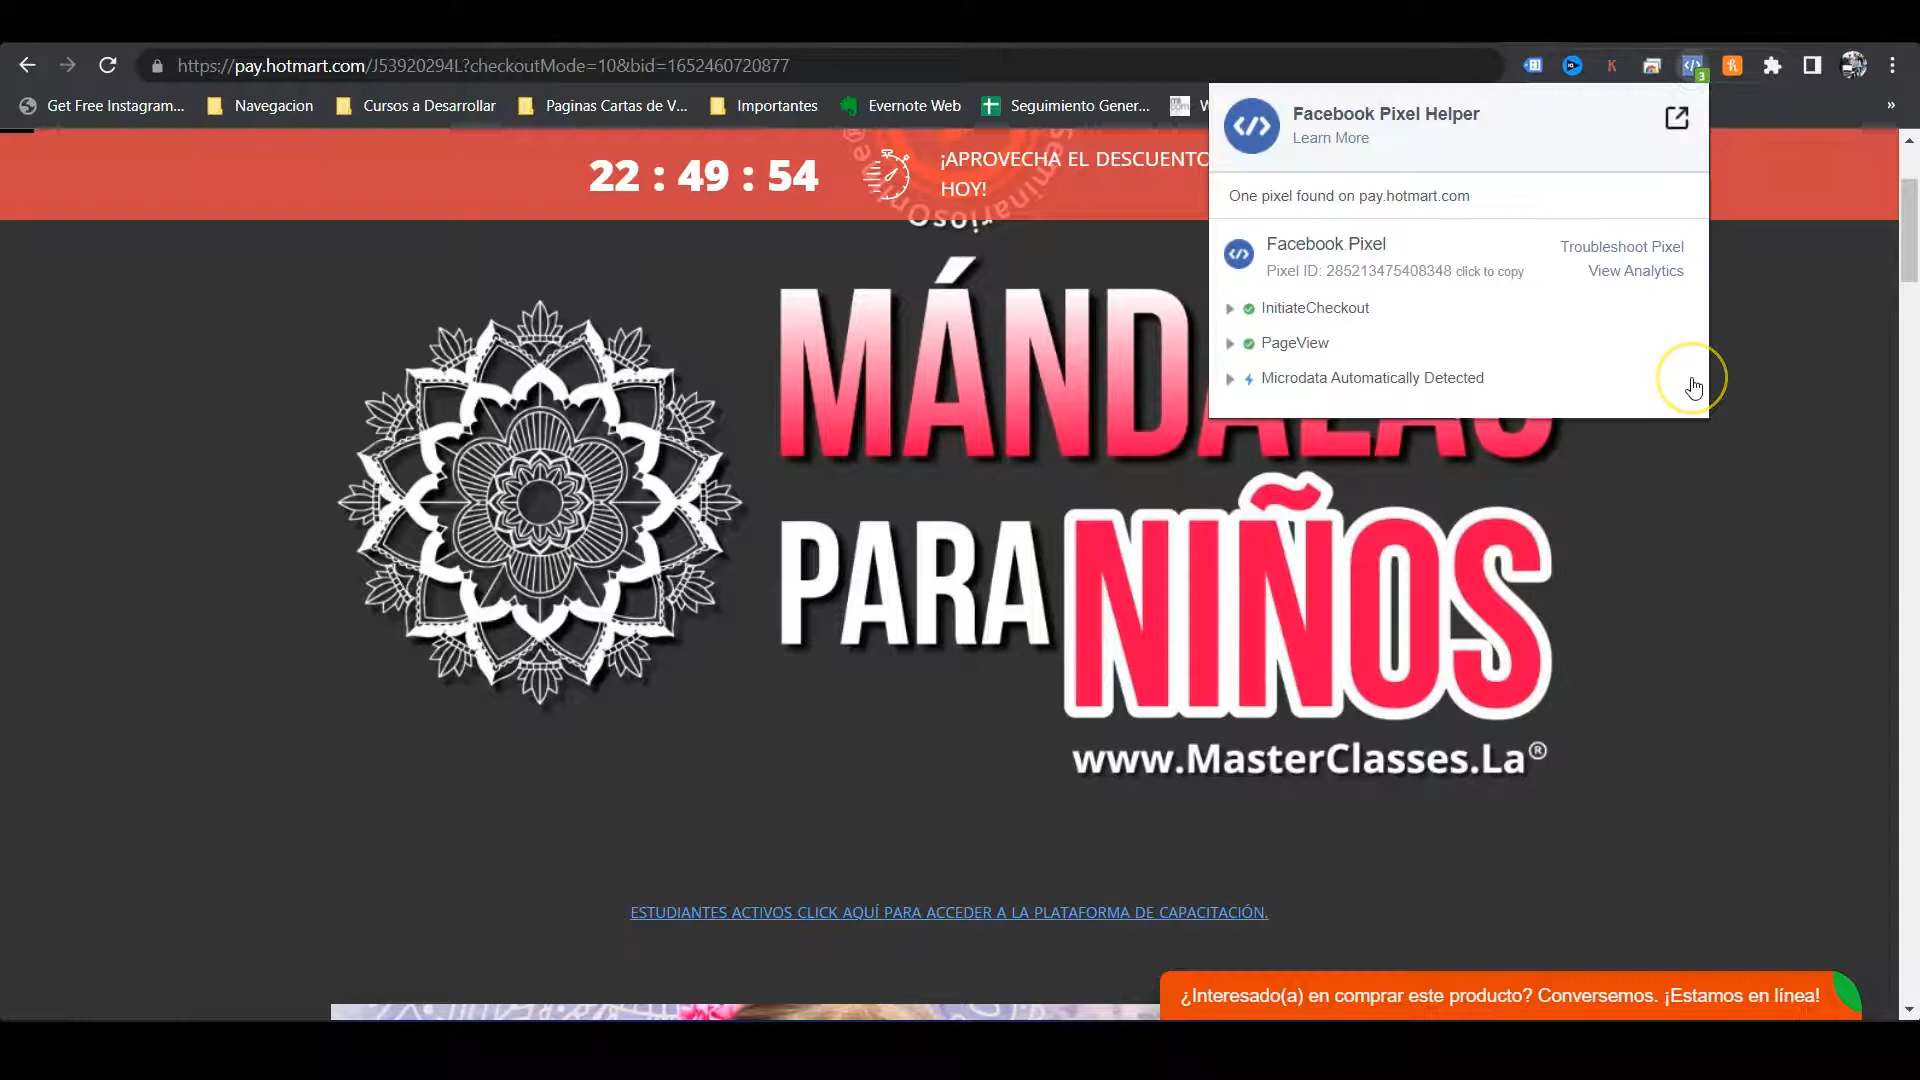 https://pay.hotmart.com/J53920294L?checkoutMode=10&bid=1652460720877
3
Get Free Instagram... Navegacion Cursos a Desarrollar Paginas Cartas de V... Importantes Evernote Web Seguimiento Gener... W »
22 : 49 : 54
¡APROVECHA EL DESCUENTO
HOY!
Facebook Pixel Helper
Learn More
One pixel found on pay.hotmart.com
Facebook Pixel
Troubleshoot Pixel
Pixel ID: 285213475408348 click to copy
View Analytics
InitiateCheckout
PageView
Microdata Automatically Detected
MÁNDALAS
PARA NIÑOS
www.MasterClasses.La®
ESTUDIANTES ACTIVOS CLICK AQUÍ PARA ACCEDER A LA PLATAFORMA DE CAPACITACIÓN.
¿Interesado(a) en comprar este producto? Conversemos. ¡Estamos en línea!